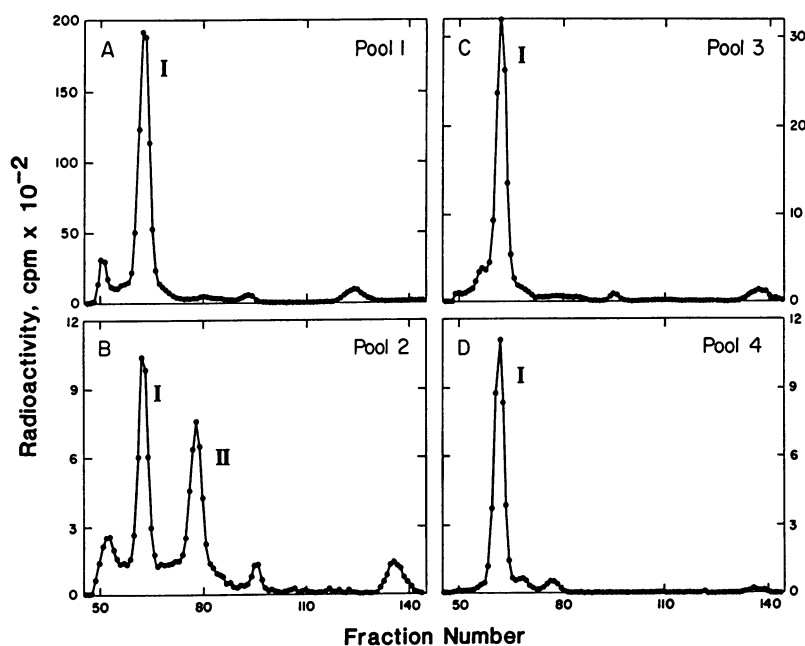 200
150
100
50
0
A
I
Pool 1
C
I
Pool 3
30
20
10
0
12
9
6
3
0
B
I
II
Pool 2
D
I
Pool 4
12
9
6
3
0
50
80
110
140
50
80
110
140
Radioactivity, cpm x 10⁻²
Fraction Number